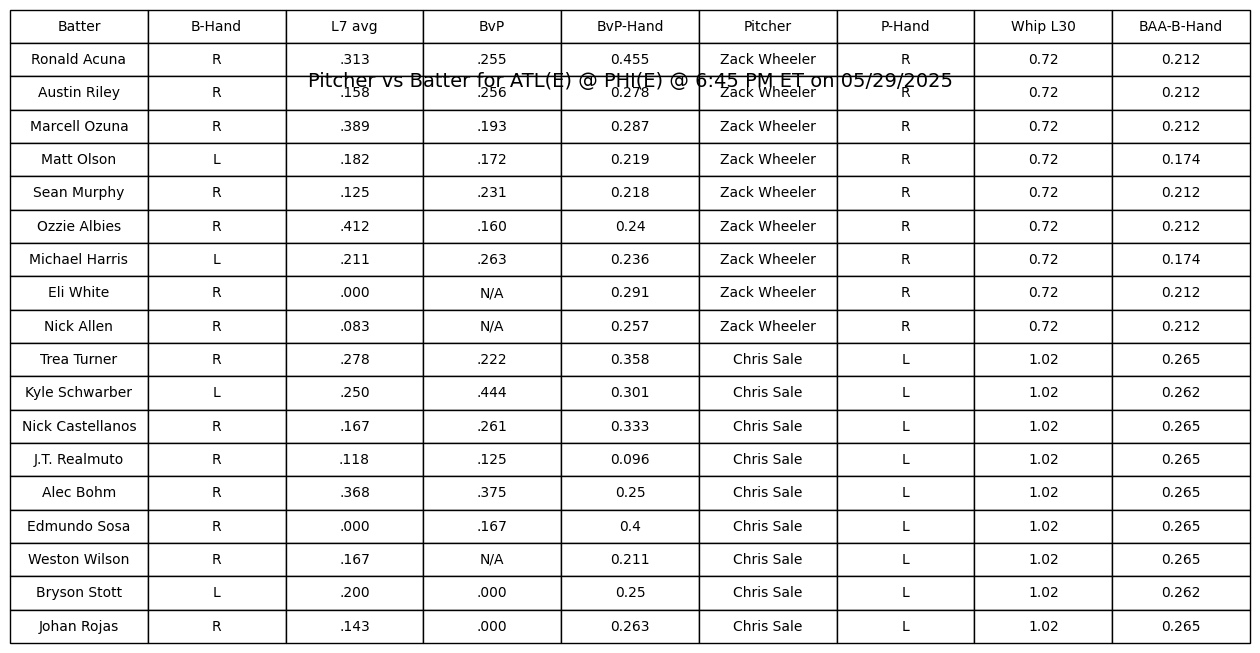 Batter B-Hand L7 avg BvP BvP-Hand Pitcher P-Hand Whip L30 BAA-B-Hand
Ronald Acuna R .313 .255 0.455 Zack Wheeler R 0.72 0.212
Pitcher vs Batter for ATL(E) @ PHI(E) @ 6:45 PM ET on 05/29/2025
Austin Riley R .158 .256 0.278 Zack Wheeler R 0.72 0.212
Marcell Ozuna R .389 .193 0.287 Zack Wheeler R 0.72 0.212
Matt Olson L .182 .172 0.219 Zack Wheeler R 0.72 0.174
Sean Murphy R .125 .231 0.218 Zack Wheeler R 0.72 0.212
Ozzie Albies R .412 .160 0.24 Zack Wheeler R 0.72 0.212
Michael Harris L .211 .263 0.236 Zack Wheeler R 0.72 0.174
Eli White R .000 N/A 0.291 Zack Wheeler R 0.72 0.212
Nick Allen R .083 N/A 0.257 Zack Wheeler R 0.72 0.212
Trea Turner R .278 .222 0.358 Chris Sale L 1.02 0.265
Kyle Schwarber L .250 .444 0.301 Chris Sale L 1.02 0.262
Nick Castellanos R .167 .261 0.333 Chris Sale L 1.02 0.265
J.T. Realmuto R .118 .125 0.096 Chris Sale L 1.02 0.265
Alec Bohm R .368 .375 0.25 Chris Sale L 1.02 0.265
Edmundo Sosa R .000 .167 0.4 Chris Sale L 1.02 0.265
Weston Wilson R .167 N/A 0.211 Chris Sale L 1.02 0.265
Bryson Stott L .200 .000 0.25 Chris Sale L 1.02 0.262
Johan Rojas R .143 .000 0.263 Chris Sale L 1.02 0.265